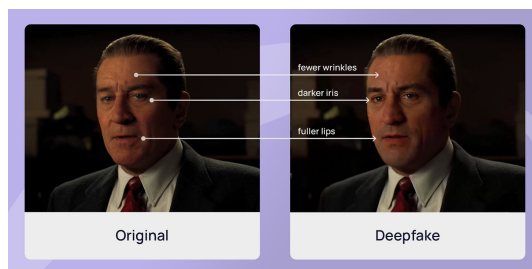 fewer wrinkles
darker iris
fuller lips
Original
Deepfake